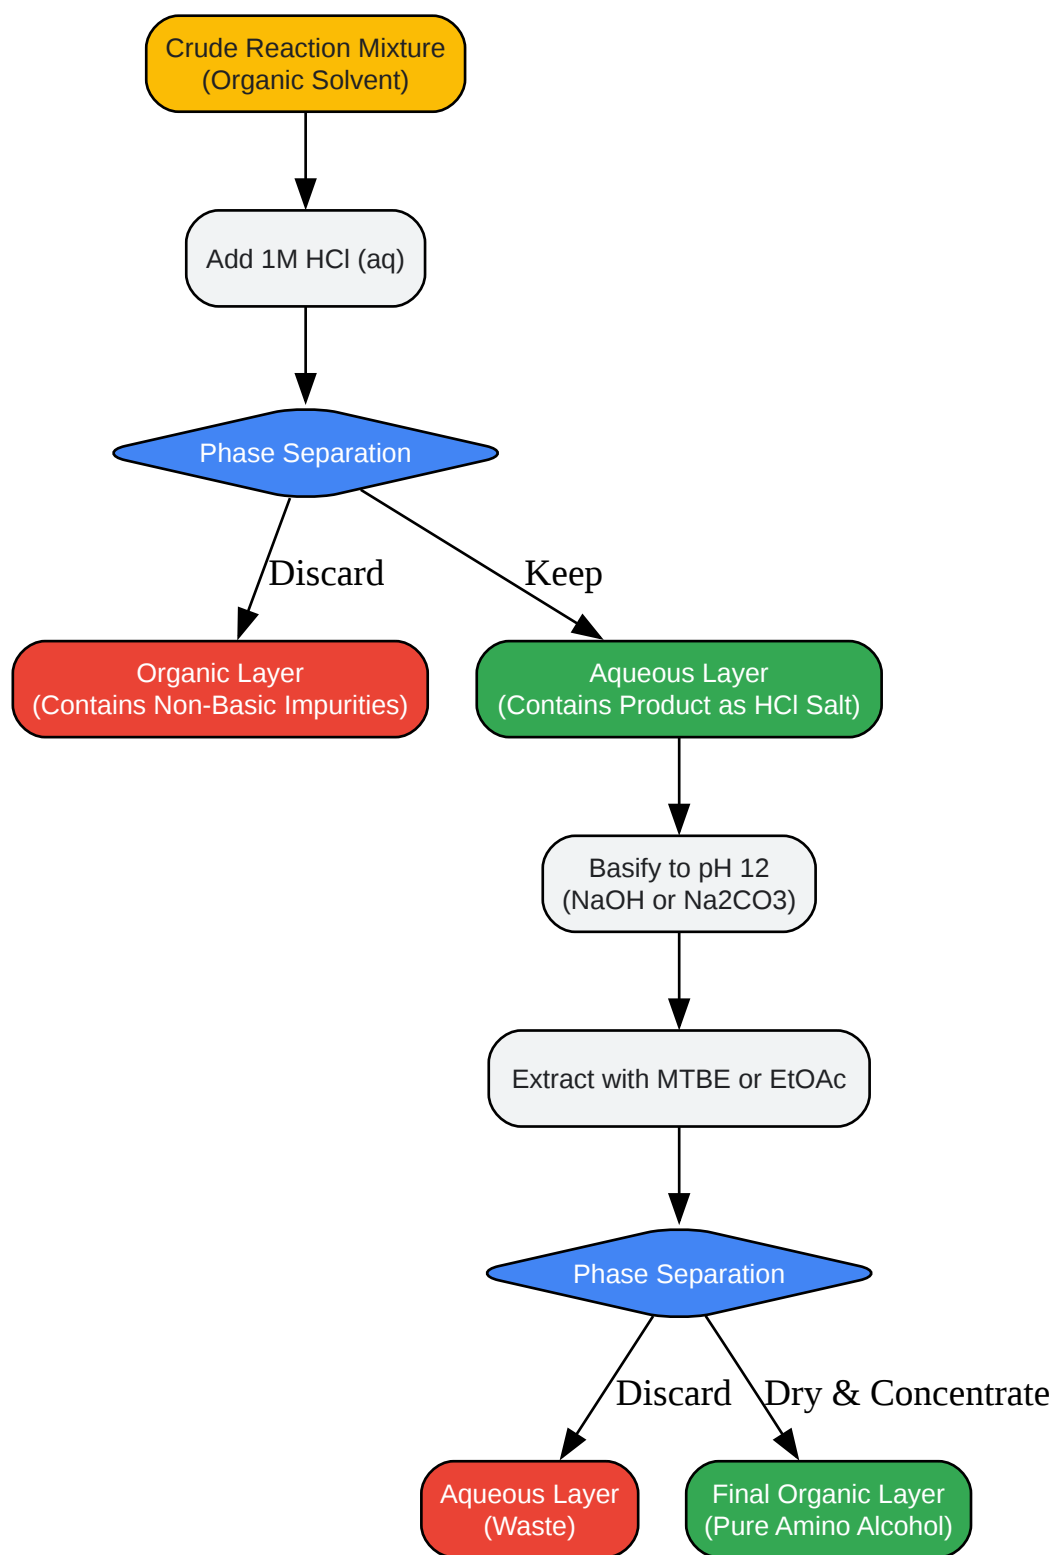 Crude Reaction Mixture
(Organic Solvent)
Add 1M HCl (aq)
Phase Separation
Discard
Keep
Organic Layer
(Contains Non-Basic Impurities)
Aqueous Layer
(Contains Product as HCl Salt)
Basify to pH 12
(NaOH or Na2CO3)
Extract with MTBE or EtOAc
Phase Separation
Discard
Dry & Concentrate
Aqueous Layer
(Waste)
Final Organic Layer
(Pure Amino Alcohol)